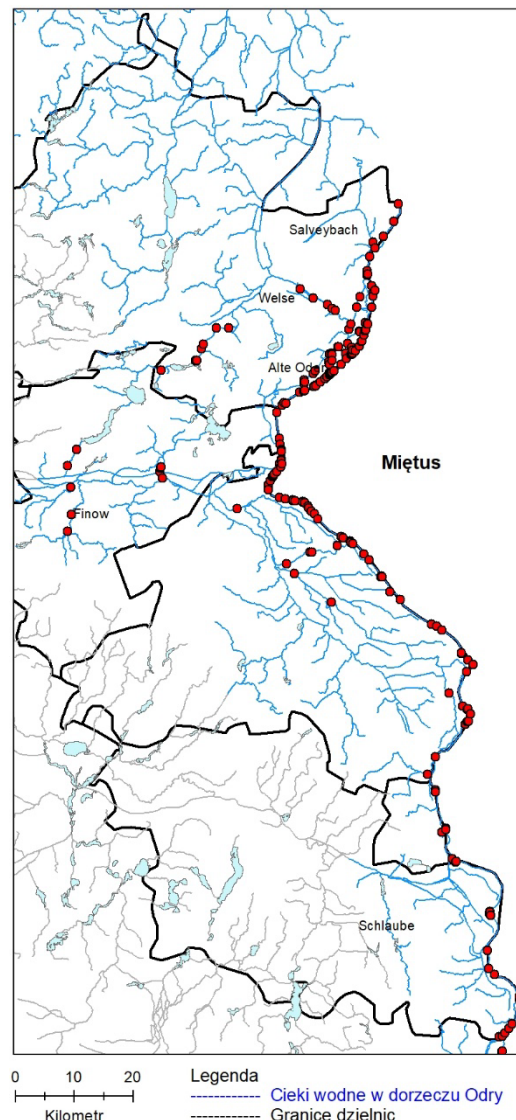 Salveybach
Welse
Alte Oder
Miętus
Finow
Schlaube
0 10 20
Kilometr
Legenda
Cieki wodne w dorzeczu Odry
Granice dzielnic